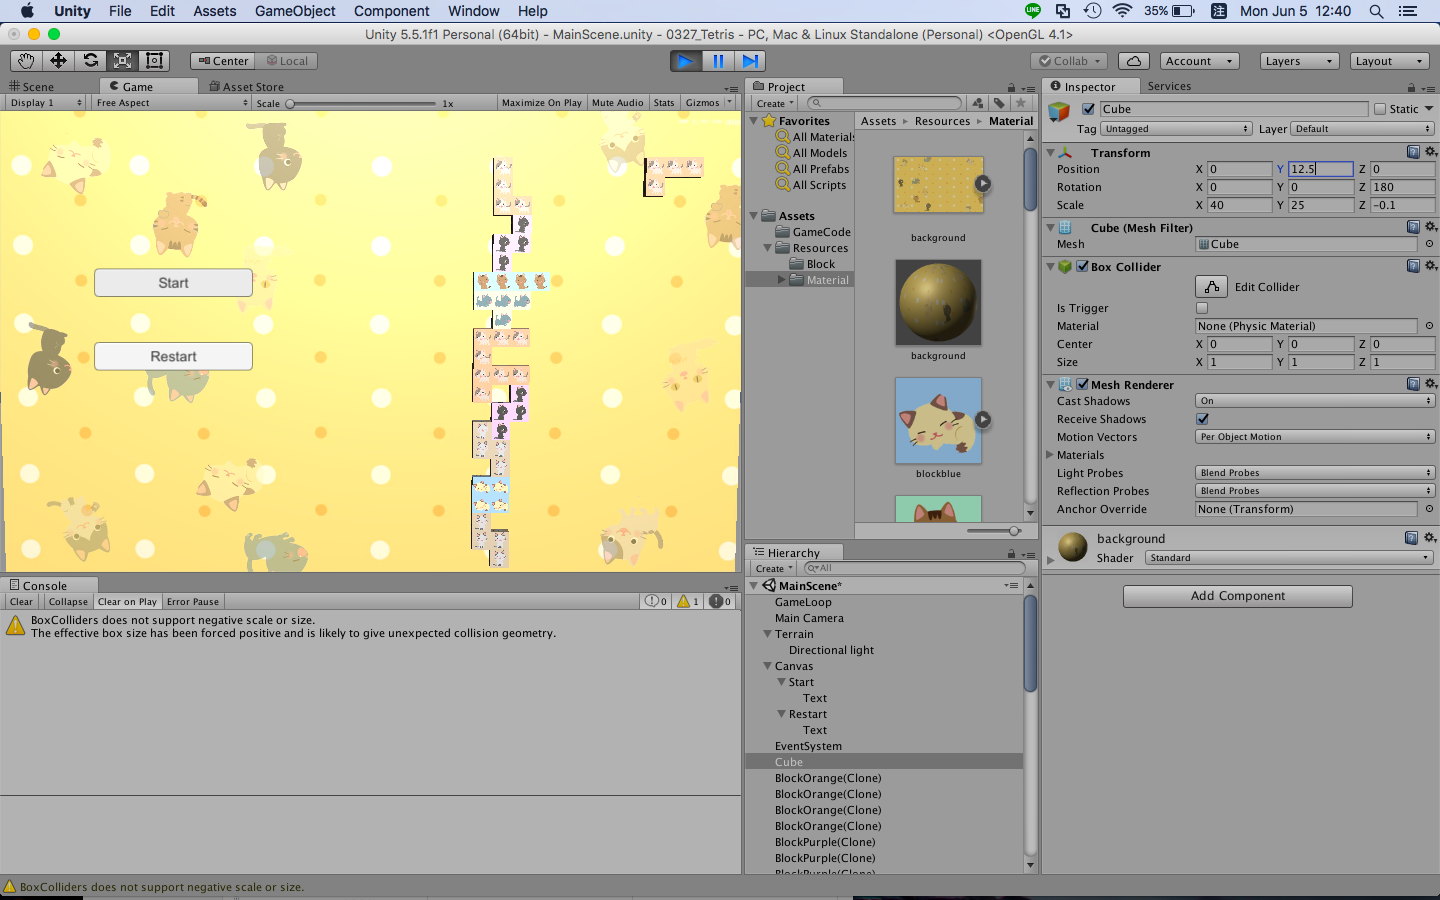 Unity File Edit Assets GameObject Component Window Help
LINE 35% 注 Mon Jun 5 12:40
Unity 5.5.1f1 Personal (64bit) - MainScene.unity - 0327_Tetris - PC, Mac & Linux Standalone (Personal) <OpenGL 4.1>
Center Local Collab Account Layers Layout
Scene Game Asset Store
Display 1 Free Aspect Scale 1x Maximize On Play Mute Audio Stats Gizmos
Start
Restart
Console
Clear Collapse Clear on Play Error Pause 0 1 0
BoxColliders does not support negative scale or size.
The effective box size has been forced positive and is likely to give unexpected collision geometry.
Project
Create
Favorites
All Materials
All Models
All Prefabs
All Scripts
Assets
GameCode
Resources
Block
Material
Assets Resources Material
background
background
blockblue
Hierarchy
Create All
MainScene*
GameLoop
Main Camera
Terrain
Directional light
Canvas
Start
Text
Restart
Text
EventSystem
Cube
BlockOrange(Clone)
BlockOrange(Clone)
BlockOrange(Clone)
BlockOrange(Clone)
BlockPurple(Clone)
BlockPurple(Clone)
BlockPurple(Clone)
Inspector Services
Cube Static
Tag Untagged Layer Default
Transform
Position X 0 Y 12.5 Z 0
Rotation X 0 Y 0 Z 180
Scale X 40 Y 25 Z -0.1
Cube (Mesh Filter)
Mesh Cube
Box Collider
Edit Collider
Is Trigger
Material None (Physic Material)
Center X 0 Y 0 Z 0
Size X 1 Y 1 Z 1
Mesh Renderer
Cast Shadows On
Receive Shadows
Motion Vectors Per Object Motion
Materials
Light Probes Blend Probes
Reflection Probes Blend Probes
Anchor Override None (Transform)
background
Shader Standard
Add Component
BoxColliders does not support negative scale or size.